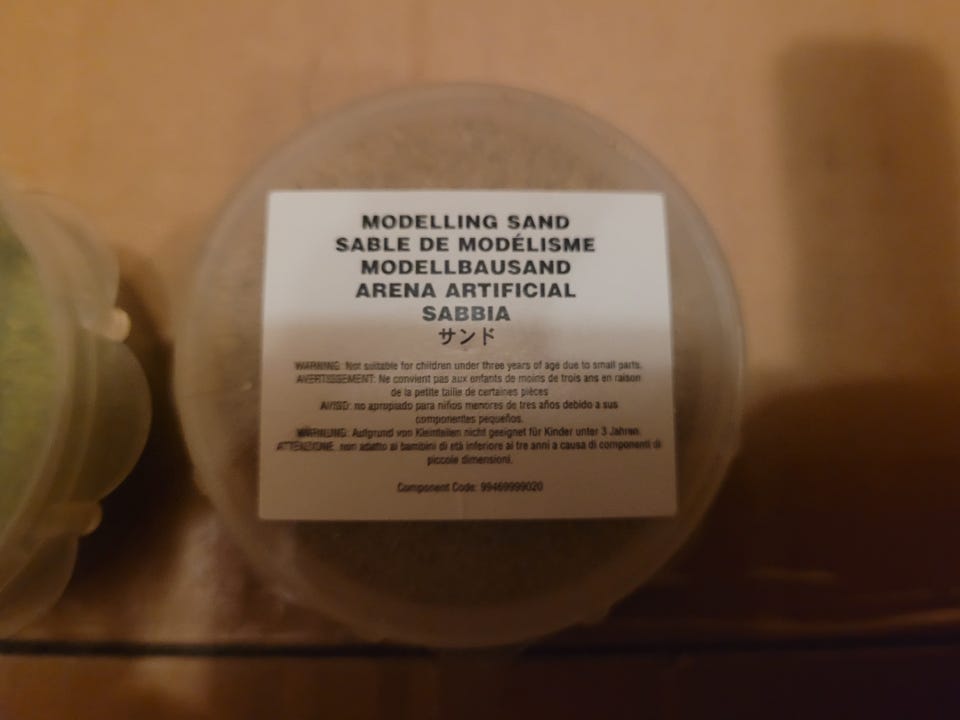 MODELLING SAND
SABLE DE MODÉLISME
MODELLBAUSAND
ARENA ARTIFICIAL
SABBIA
サンド
WARNING: Not suitable for children under three years of age due to small parts.
AVERTISSEMENT: Ne convient pas aux enfants de moins de trois ans en raison
de la petite taille de certaines pièces
AVISO: no apropiado para niños menores de tres años debido a sus
componentes pequeños.
WARNUNG: Aufgrund von Kleinteilen nicht geeignet für Kinder unter 3 Jahren.
ATTENZIONE: non adatto ai bambini di età inferiore ai tre anni a causa di componenti di
piccole dimensioni.
Component Code: 99469999020